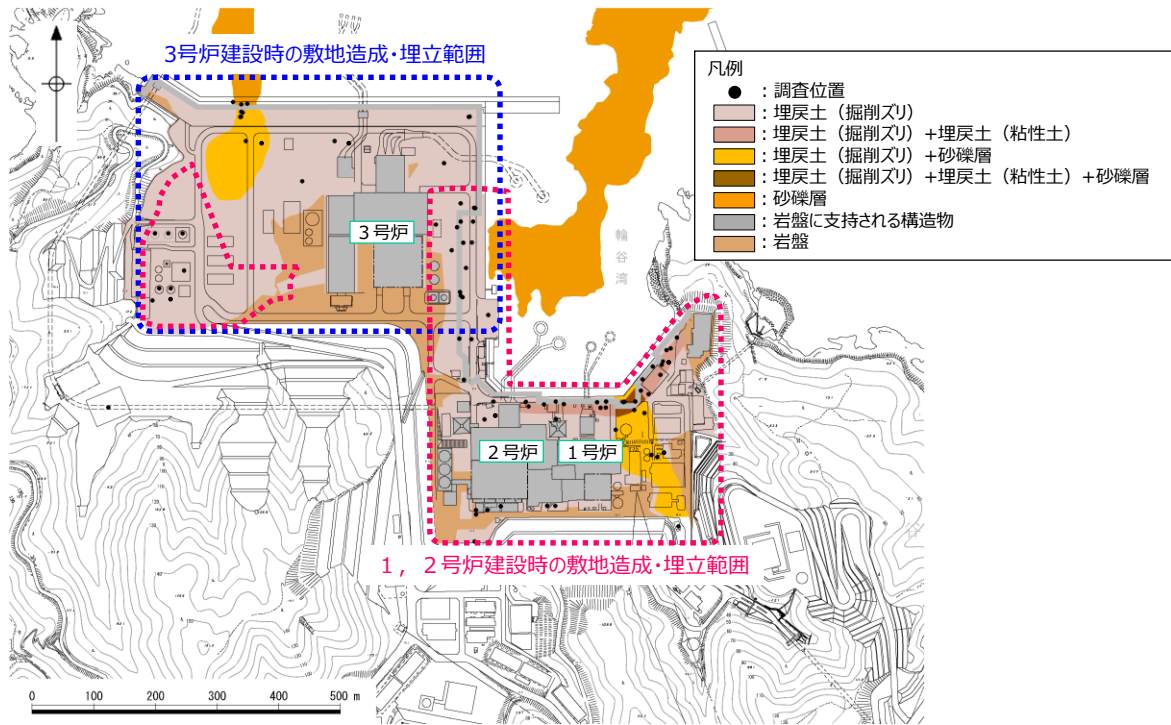 3号炉建設時の敷地造成・埋立範囲
凡例
●：調査位置
：埋戻土（掘削ズリ）
：埋戻土（掘削ズリ）+埋戻土（粘性土）
：埋戻土（掘削ズリ）+砂礫層
：埋戻土（掘削ズリ）+埋戻土（粘性土）+砂礫層
：砂礫層
：岩盤に支持される構造物
：岩盤
3号炉
輪谷湾
2号炉
1号炉
谷
1，2号炉建設時の敷地造成・埋立範囲
0 100 200 300 400 500 m